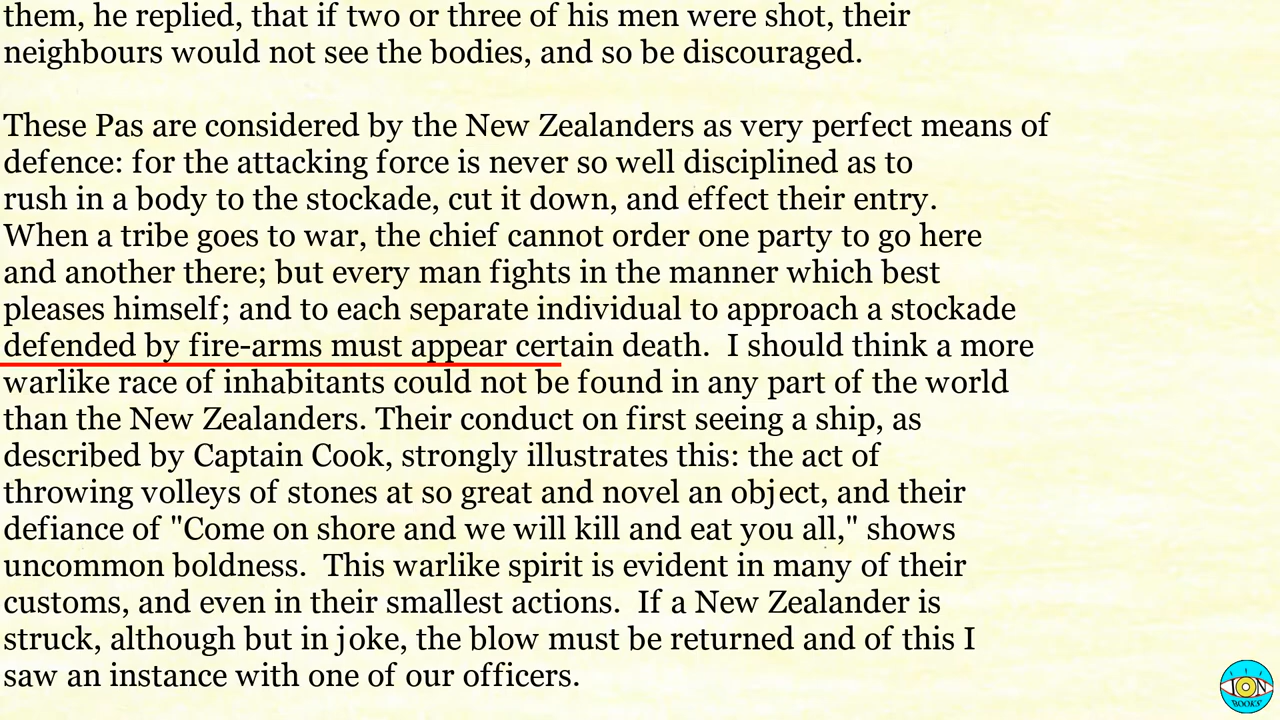 them, he replied, that if two or three of his men were shot, their
neighbours would not see the bodies, and so be discouraged.
These Pas are considered by the New Zealanders as very perfect means of
defence: for the attacking force is never so well disciplined as to
rush in a body to the stockade, cut it down, and effect their entry.
When a tribe goes to war, the chief cannot order one party to go here
and another there; but every man fights in the manner which best
pleases himself; and to each separate individual to approach a stockade
defended by fire-arms must appear certain death.  I should think a more
warlike race of inhabitants could not be found in any part of the world
than the New Zealanders. Their conduct on first seeing a ship, as
described by Captain Cook, strongly illustrates this: the act of
throwing volleys of stones at so great and novel an object, and their
defiance of "Come on shore and we will kill and eat you all," shows
uncommon boldness.  This warlike spirit is evident in many of their
customs, and even in their smallest actions.  If a New Zealander is
struck, although but in joke, the blow must be returned and of this I
saw an instance with one of our officers.
ION
BOOKS